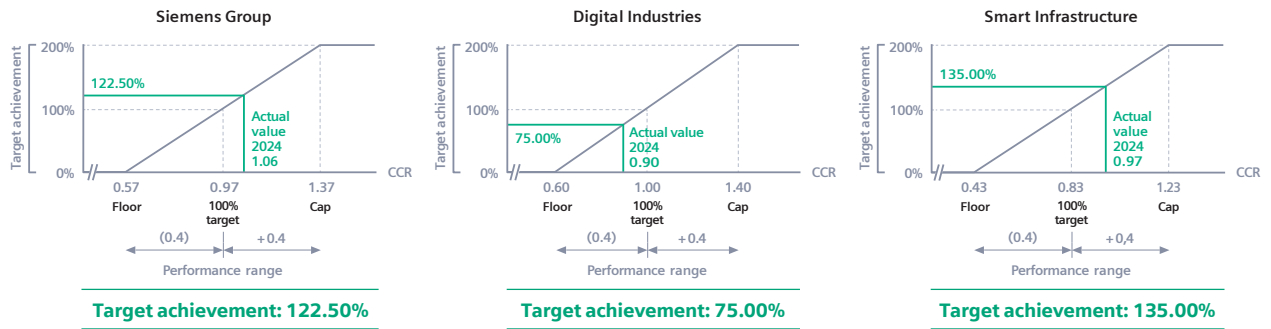 Siemens Group
Target achievement
200%
122.50%
100%
0%
Actual
value
2024
1.06
CCR
0.57
0.97
1.37
Floor
100%
target
Cap
(0.4)
+0.4
Performance range
Target achievement: 122.50%
Digital Industries
Target achievement
200%
100%
75.00%
0%
Actual value
2024
0.90
CCR
0.60
1.00
1.40
Floor
100%
target
Cap
(0.4)
+0.4
Performance range
Target achievement: 75.00%
Smart Infrastructure
Target achievement
200%
135.00%
100%
0%
Actual
value
2024
0.97
CCR
0.43
0.83
1.23
Floor
100%
target
Cap
(0.4)
+0,4
Performance range
Target achievement: 135.00%